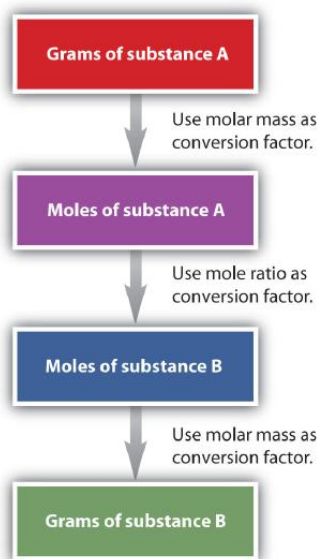 Grams of substance A
Use molar mass as
conversion factor.
Moles of substance A
Use mole ratio as
conversion factor.
Moles of substance B
Use molar mass as
conversion factor.
Grams of substance B